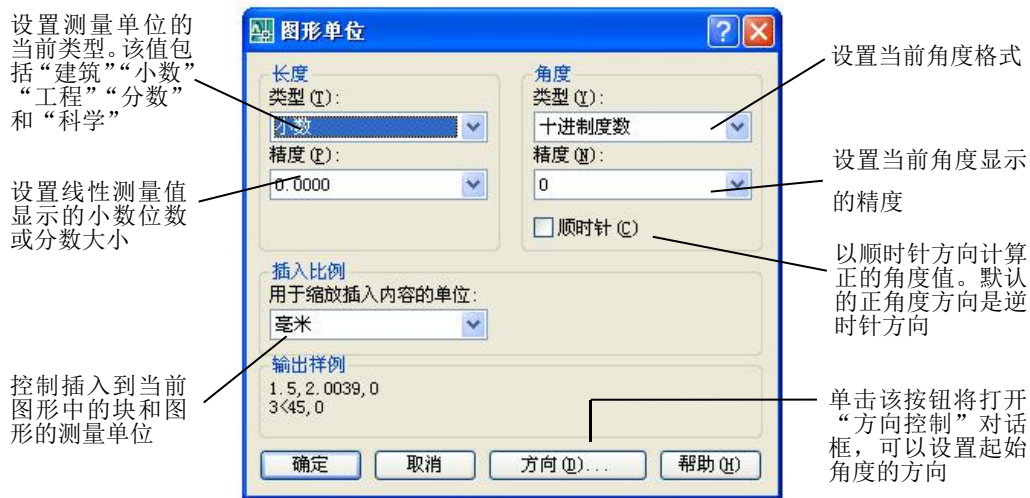 设置测量单位的
当前类型。该值包
括“建筑”“小数”
“工程”“分数”
和“科学”
设置线性测量值
显示的小数位数
或分数大小
控制插入到当前
图形中的块和图
形的测量单位
图形单位
长度
类型(T):
小数
精度(P):
0.0000
角度
类型(Y):
十进制度数
精度(N):
0
顺时针(C)
插入比例
用于缩放插入内容的单位:
毫米
输出样例
1.5,2.0039,0
3<45,0
确定 取消 方向(D)... 帮助(H)
设置当前角度格式
设置当前角度显示
的精度
以顺时针方向计算
正的角度值。默认
的正角度方向是逆
时针方向
单击该按钮将打开
“方向控制”对话
框，可以设置起始
角度的方向